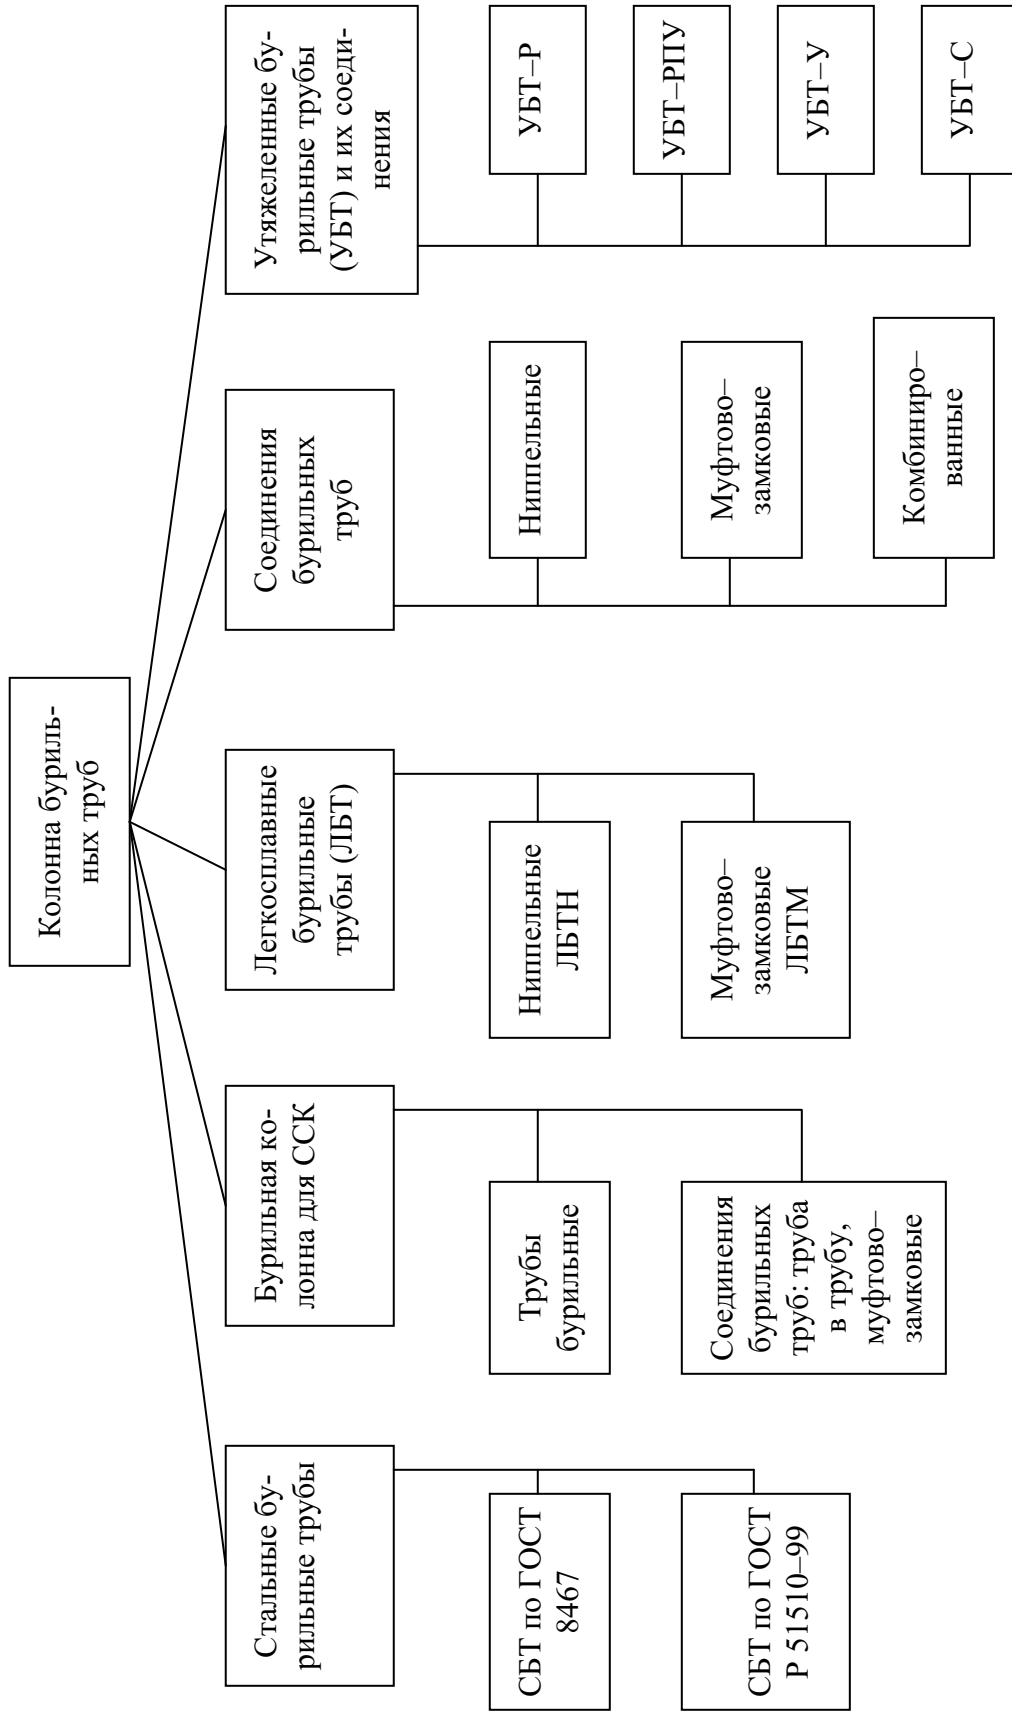 Колонна буриль-
ных труб
Стальные бу-
рильные трубы
СБТ по ГОСТ
8467
СБТ по ГОСТ
Р 51510–99
Бурильная ко-
лонна для ССК
Трубы
бурильные
Соединения
бурильных
труб: труба
в трубу,
муфтово–
замковые
Легкосплавные
бурильные
трубы (ЛБТ)
Ниппельные
ЛБТН
Муфтово–
замковые
ЛБТМ
Соединения
бурильных
труб
Ниппельные
Муфтово–
замковые
Комбиниро–
ванные
Утяжеленные бу-
рильные трубы
(УБТ) и их соеди-
нения
УБТ–Р
УБТ–РПУ
УБТ–У
УБТ–С